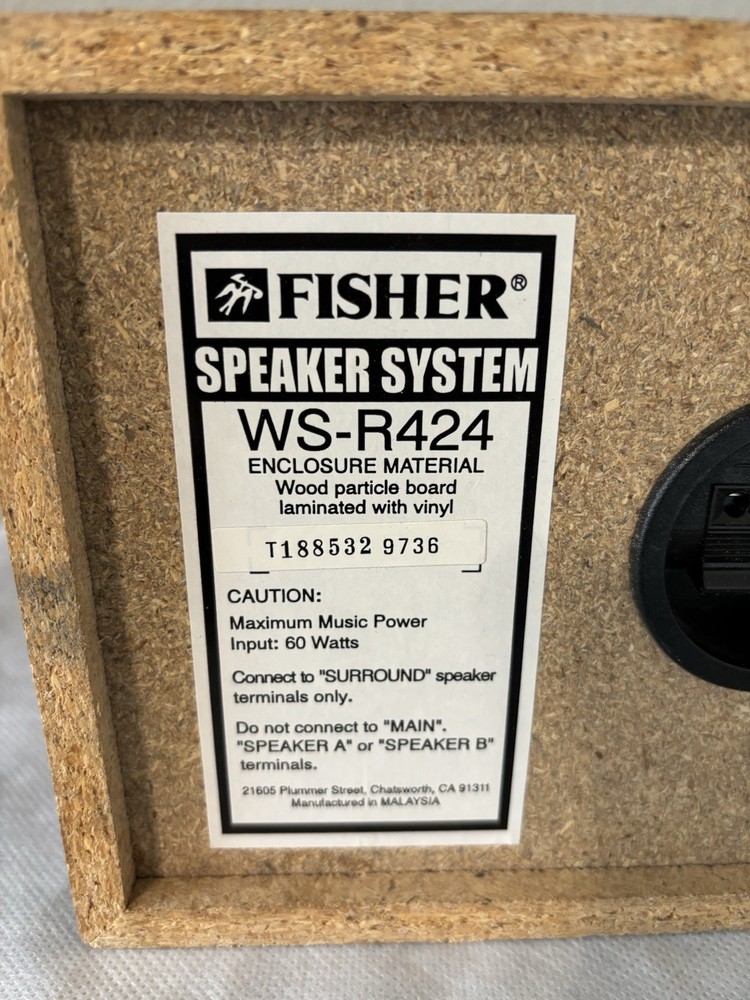 FISHER®
SPEAKER SYSTEM
WS-R424
ENCLOSURE MATERIAL
Wood particle board
laminated with vinyl
T188532 9736
CAUTION:
Maximum Music Power
Input: 60 Watts
Connect to "SURROUND" speaker
terminals only.
Do not connect to "MAIN".
"SPEAKER A" or "SPEAKER B"
terminals.
21605 Plummer Street, Chatsworth, CA 91311
Manufactured in MALAYSIA